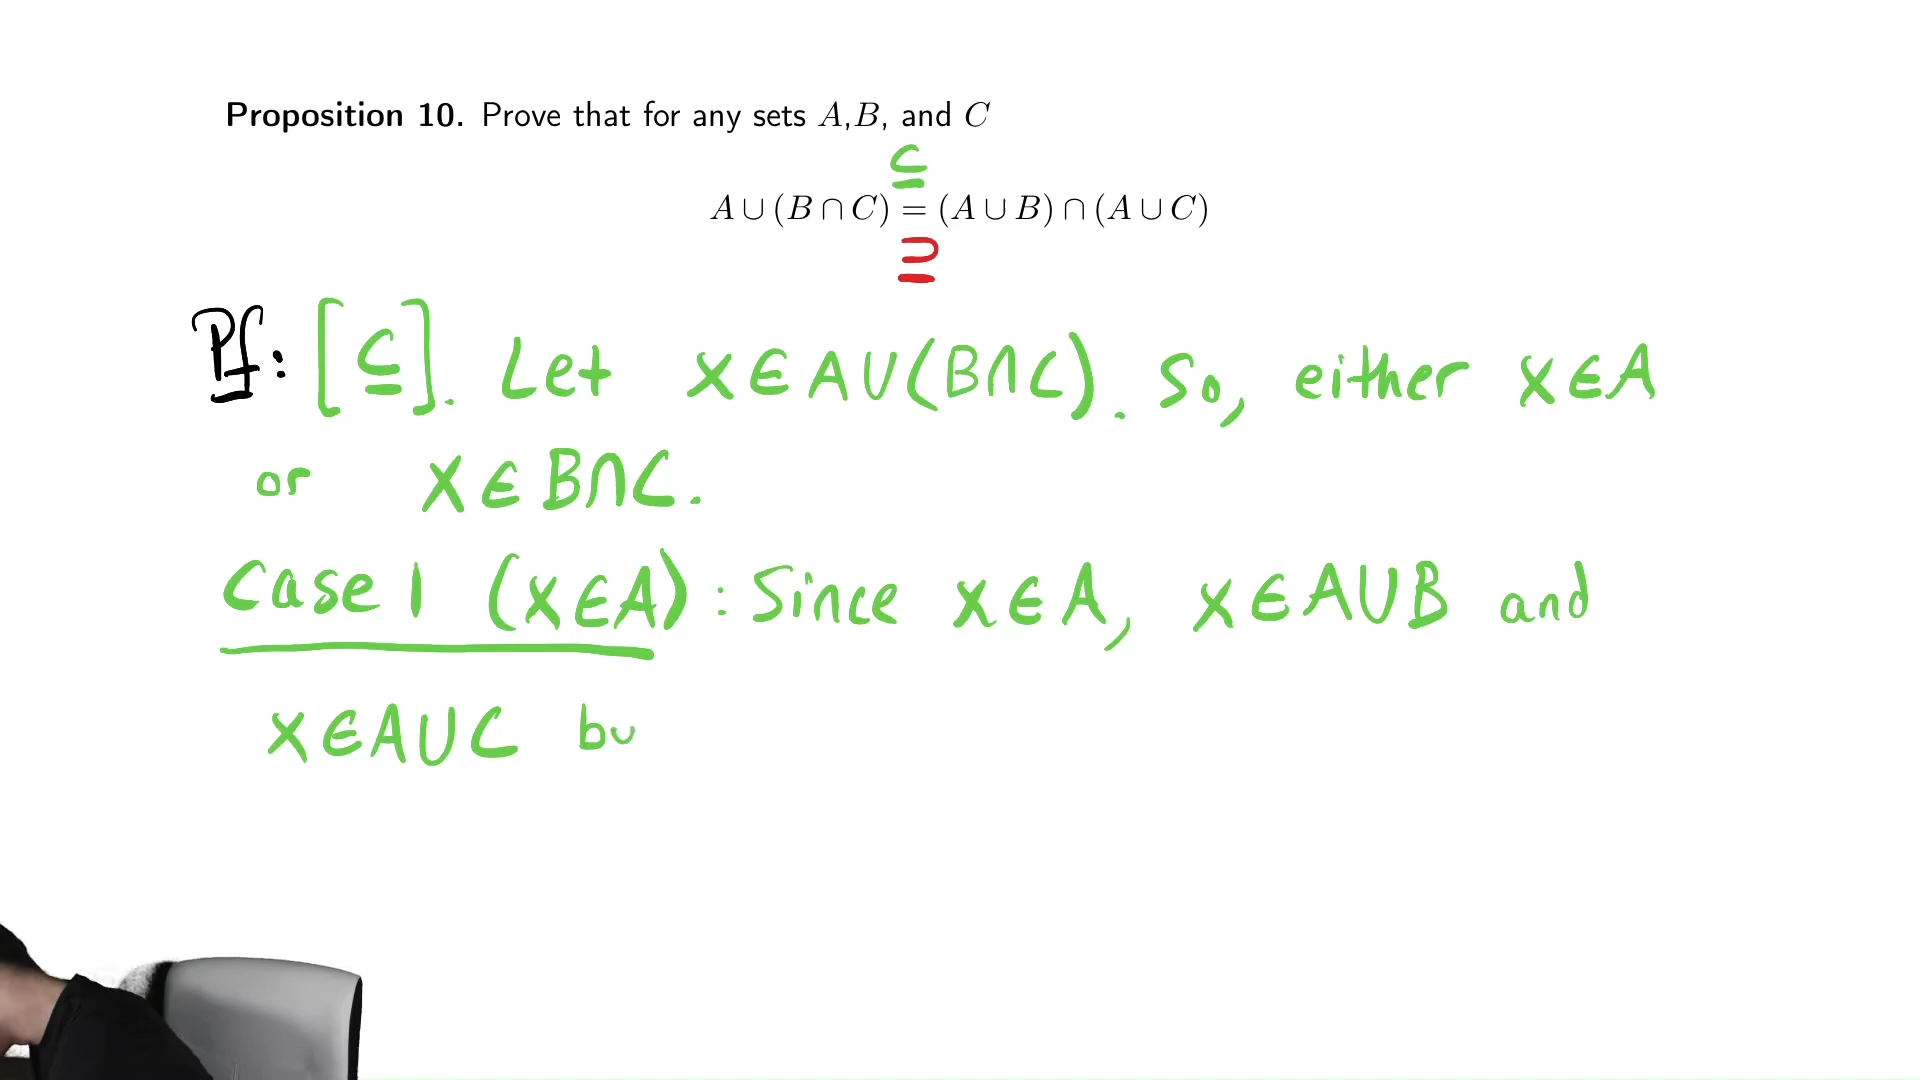 Proposition 10. Prove that for any sets A,B, and C
⊆
A ∪ (B ∩ C) = (A ∪ B) ∩ (A ∪ C)
⊇
Pf: [⊆]. Let x∈A∪(B∩C). So, either x∈A
or x∈B∩C.
Case 1 (x∈A): Since x∈A, x∈A∪B and
x∈A∪C bu